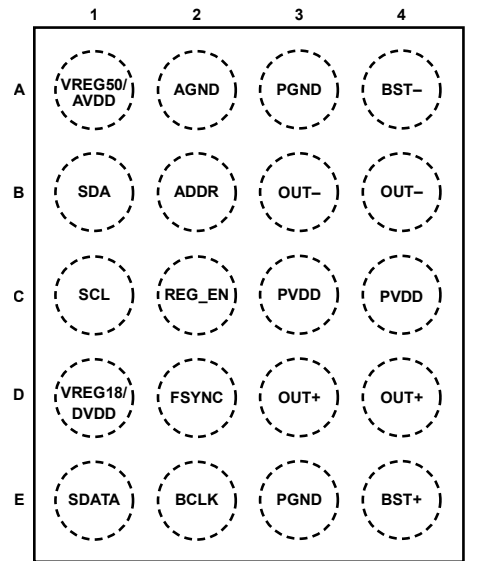 1 2 3 4
A VREG50/ AGND PGND BST–
AVDD
B SDA ADDR OUT– OUT–
C SCL REG_EN PVDD PVDD
D VREG18/ FSYNC OUT+ OUT+
DVDD
E SDATA BCLK PGND BST+